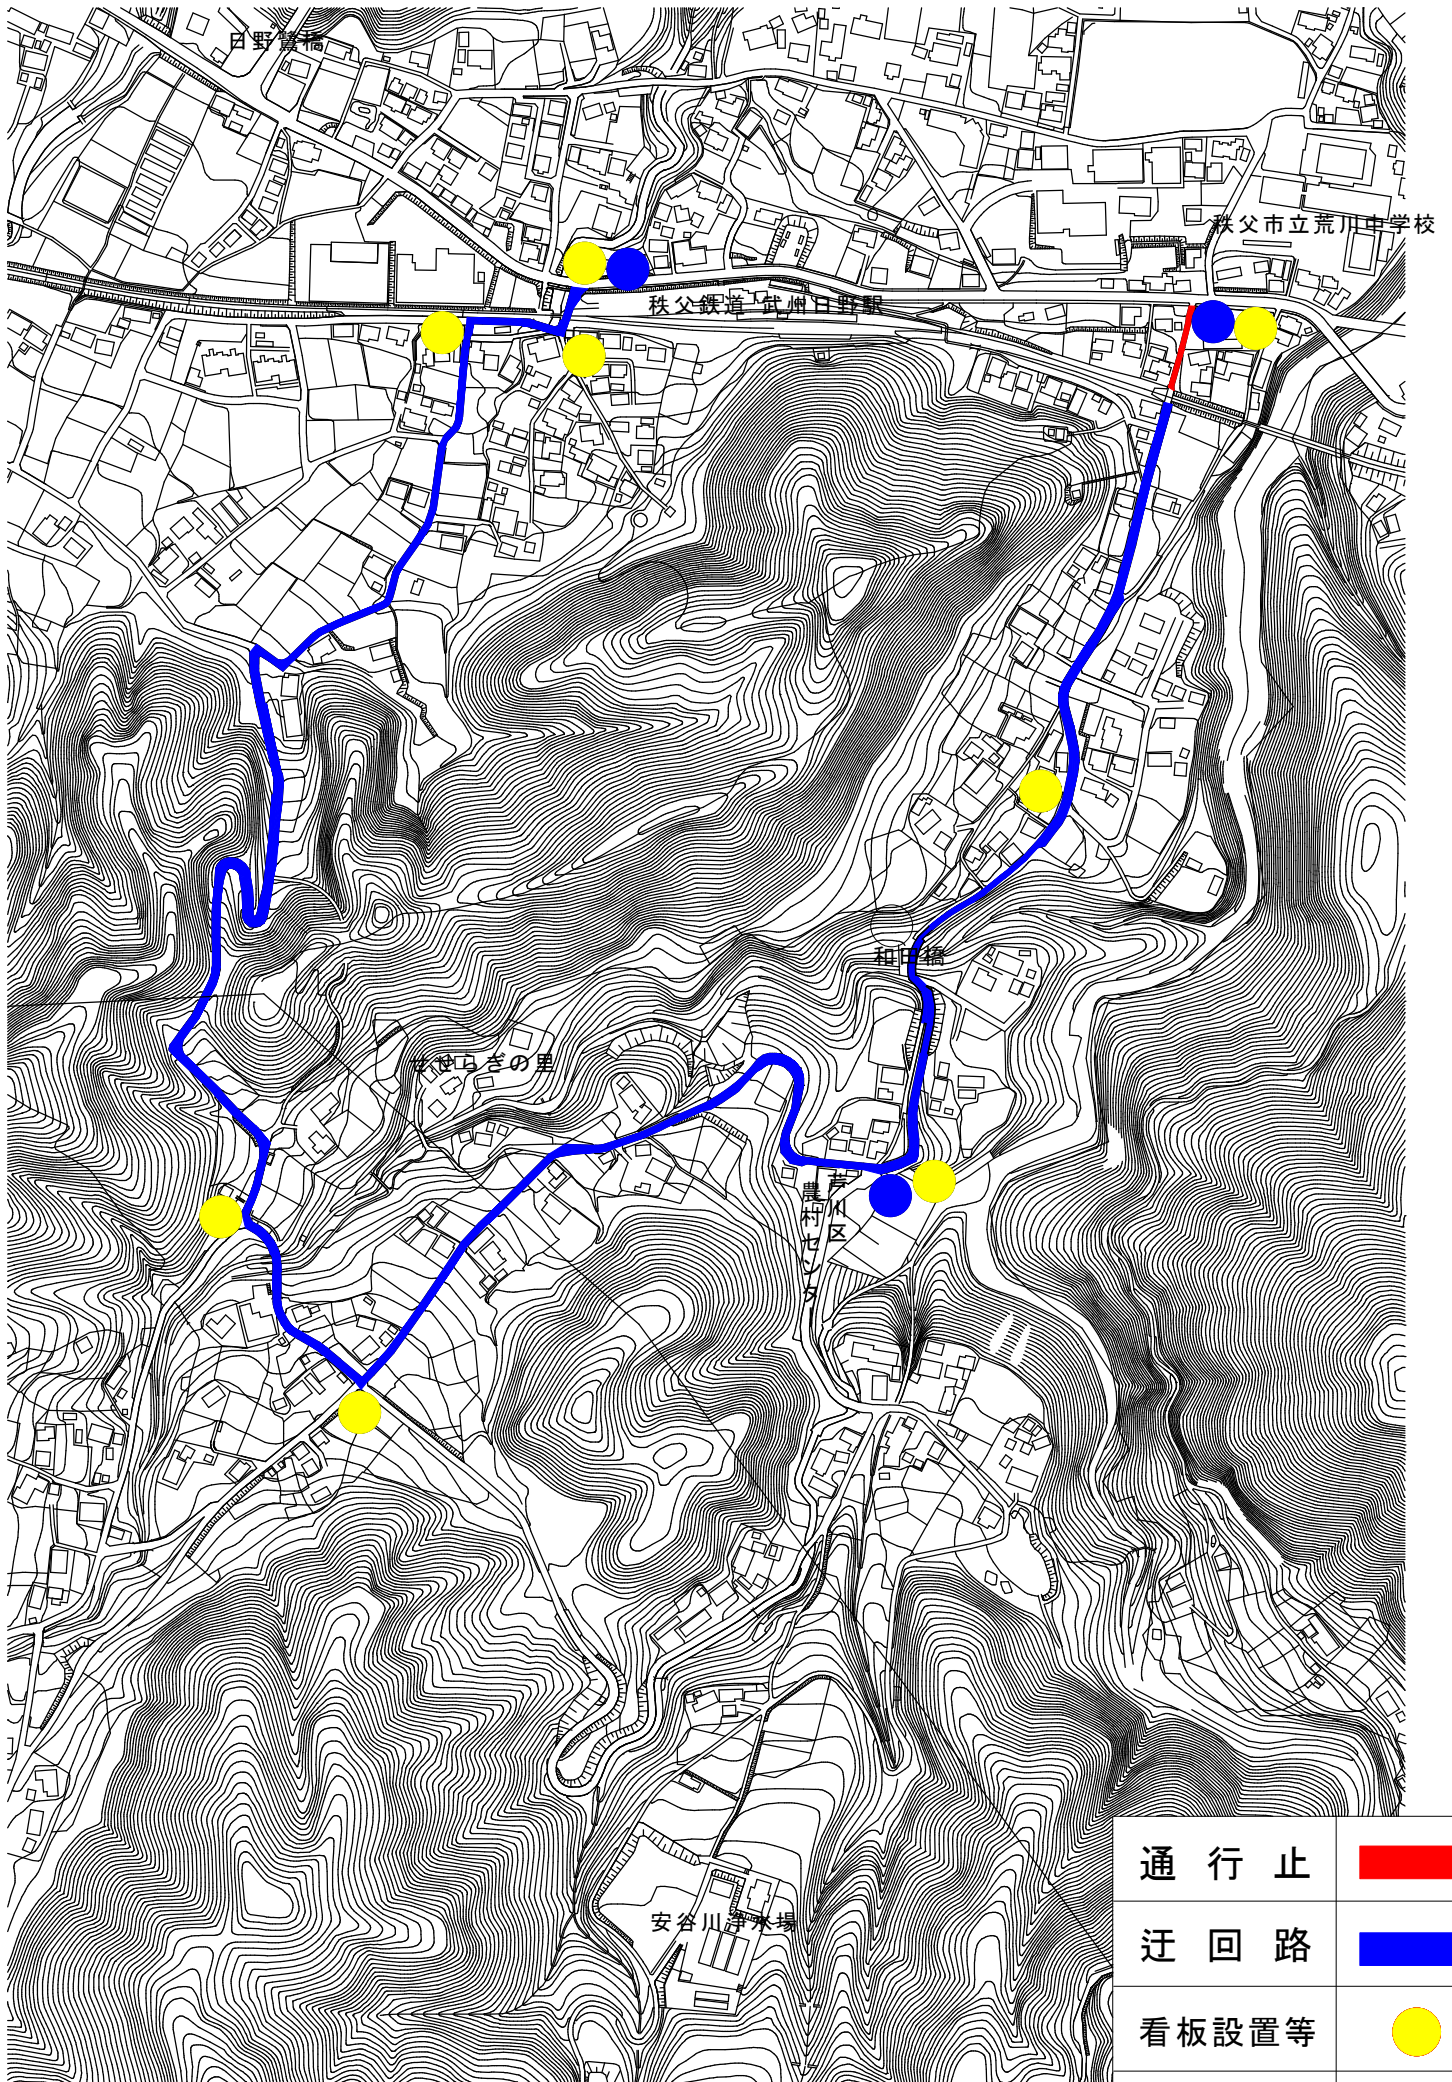 日野鷺橋
秩父市立荒川中学校
秩父鉄道 武州日野駅
和田橋
せせらぎの里
芦川区
農村センター
安谷川浄水場
通行止
迂回路
看板設置等